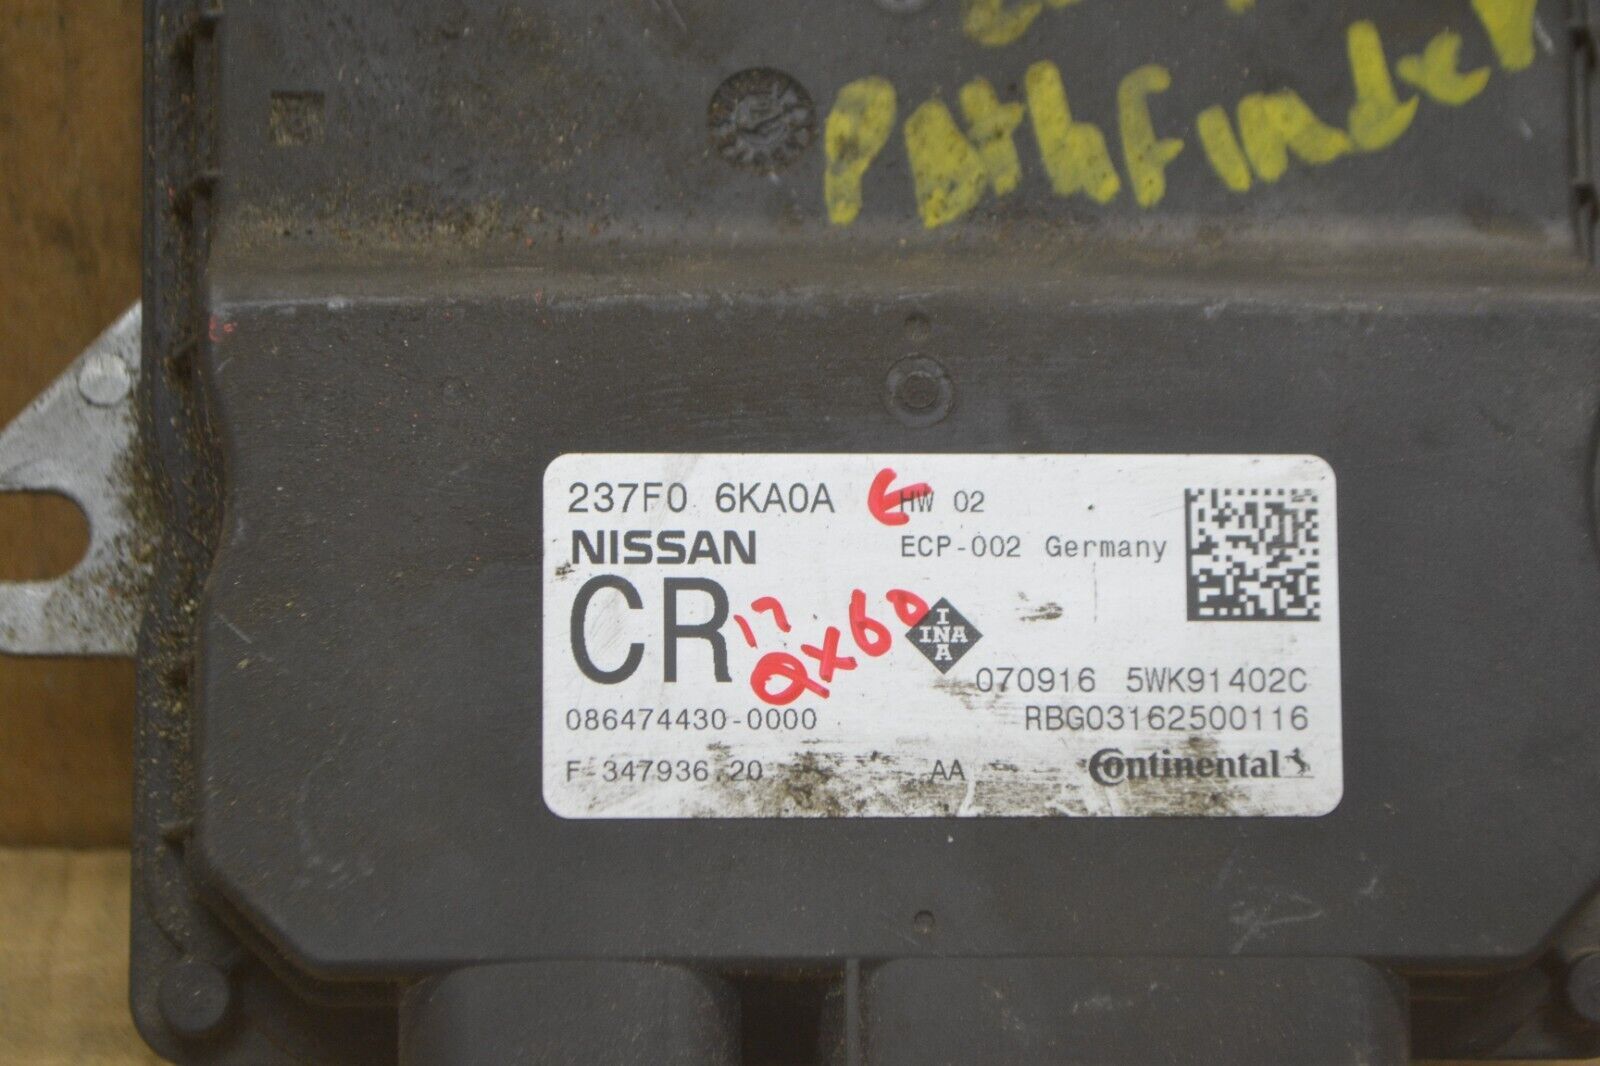 PAthFinder
237F0 6KA0A E HW 02
NISSAN ECP-002 Germany
CR 17 QX60
INA
INA
070916 5WK91402C
086474430-0000 RBG03162500116
F-347936.20 AA Continental